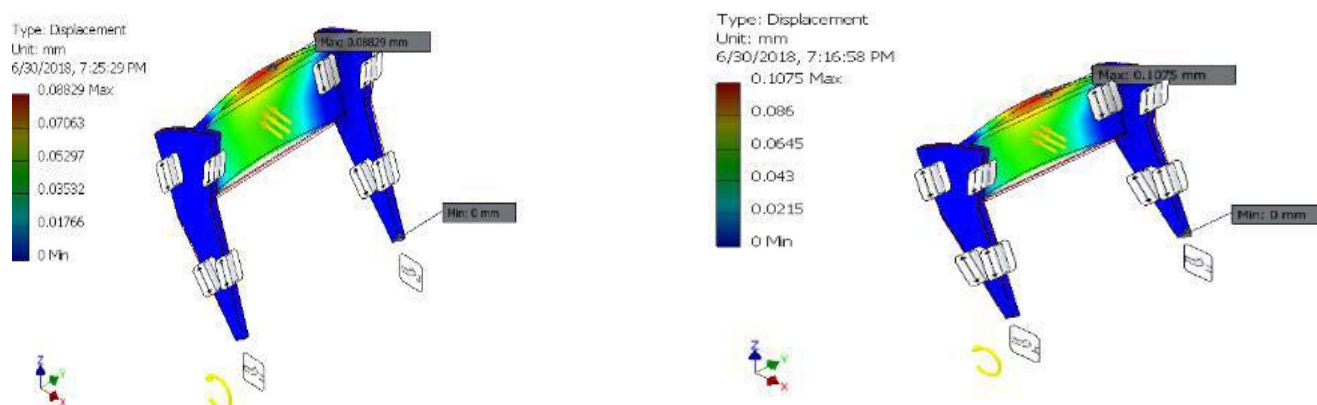 Type: Displacement
Unit: mm
6/30/2018, 7:25:29 PM
0.08829 Max
0.07063
0.05297
0.03532
0.01766
0 Min
Max: 0.08829 mm
Min: 0 mm
Z
Y
X
Type: Displacement
Unit: mm
6/30/2018, 7:16:58 PM
0.1075 Max
0.086
0.0645
0.043
0.0215
0 Min
Max: 0.1075 mm
Min: 0 mm
Z
Y
X